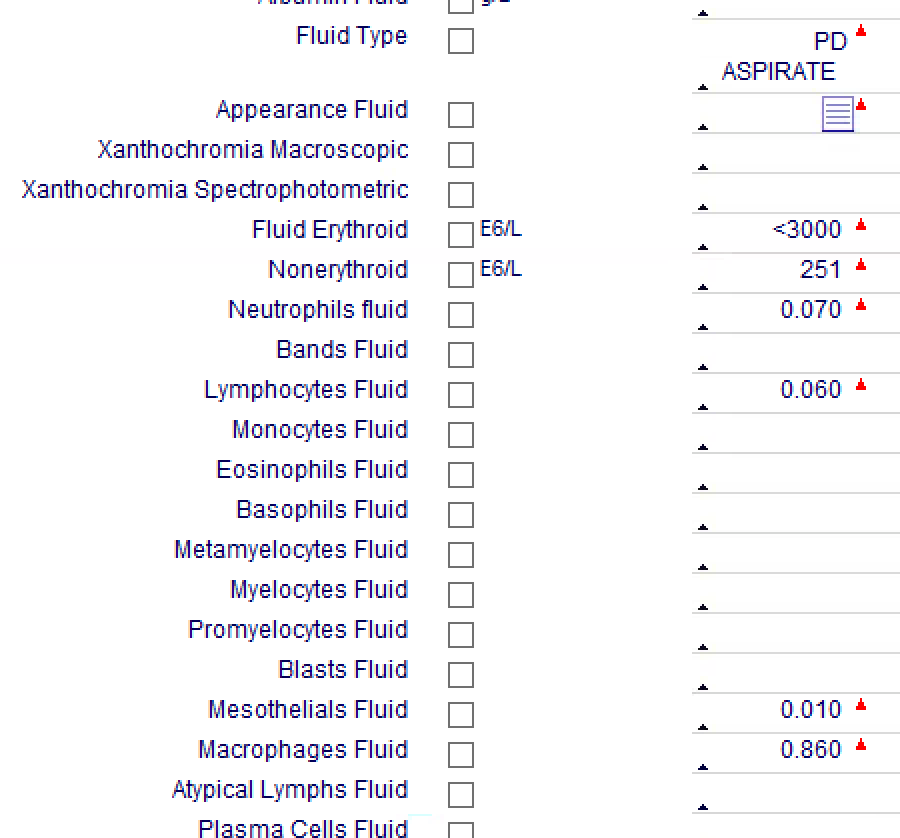 Albumin Fluid g/L
Fluid Type PD
ASPIRATE
Appearance Fluid
Xanthochromia Macroscopic
Xanthochromia Spectrophotometric
Fluid Erythroid E6/L <3000
Nonerythroid E6/L 251
Neutrophils fluid 0.070
Bands Fluid
Lymphocytes Fluid 0.060
Monocytes Fluid
Eosinophils Fluid
Basophils Fluid
Metamyelocytes Fluid
Myelocytes Fluid
Promyelocytes Fluid
Blasts Fluid
Mesothelials Fluid 0.010
Macrophages Fluid 0.860
Atypical Lymphs Fluid
Plasma Cells Fluid